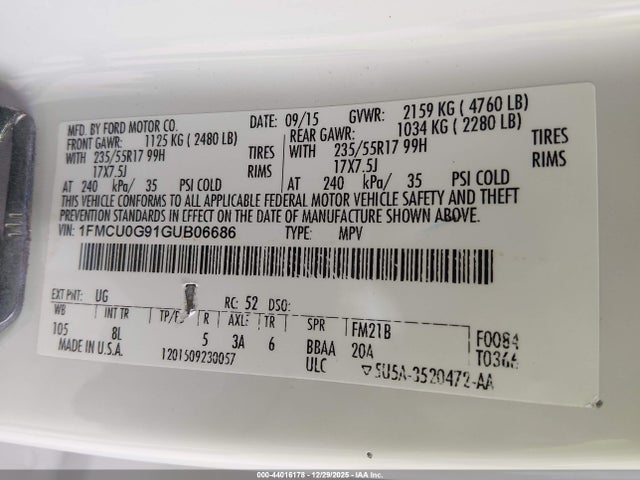 MFD. BY FORD MOTOR CO.
DATE: 09/15 GVWR: 2159 KG ( 4760 LB)
FRONT GAWR: 1125 KG ( 2480 LB) REAR GAWR: 1034 KG ( 2280 LB)
WITH 235/55R17 99H TIRES WITH 235/55R17 99H TIRES
17X7.5J RIMS 17X7.5J RIMS
AT 240 kPa/ 35 PSI COLD AT 240 kPa/ 35 PSI COLD
THIS VEHICLE CONFORMS TO ALL APPLICABLE FEDERAL MOTOR VEHICLE SAFETY AND THEFT
PREVENTION STANDARDS IN EFFECT ON THE DATE OF MANUFACTURE SHOWN ABOVE.
VIN: 1FMCU0G91GUB06686 TYPE: MPV
EXT PNT: UG RC: 52 DSO:
WB INT TR TP/PS R AXLE TR SPR FM21B F0084
105 8L 5 3A 6 BBAA 20A T0366
MADE IN U.S.A. 1201509230057 ULC ▽5U5A-3520472-AA
000-44016178 - 12/29/2025 - IAA Inc.